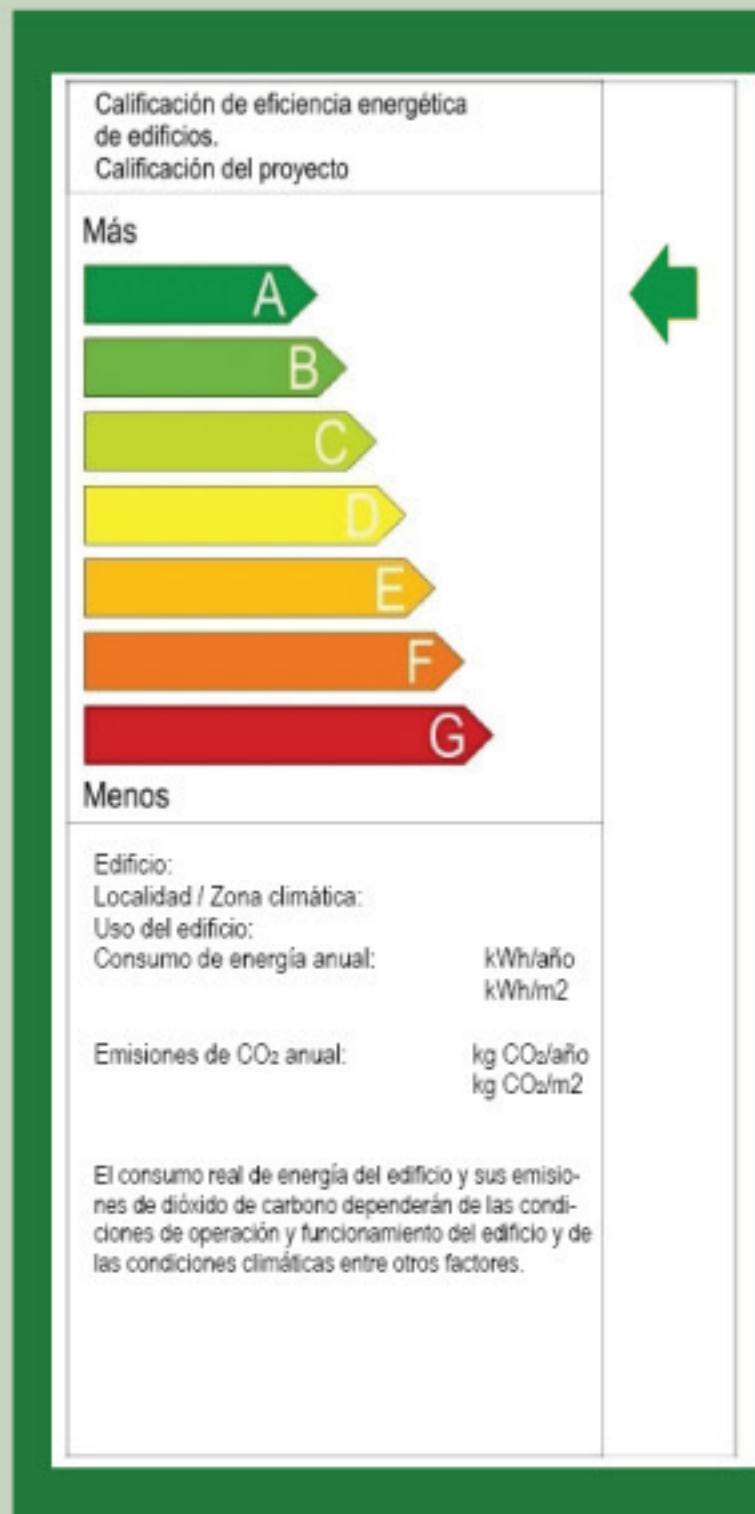 Calificación de eficiencia energética
de edificios.
Calificación del proyecto
Más
A
B
C
D
E
F
G
Menos
Edificio:
Localidad / Zona climática:
Uso del edificio:
Consumo de energía anual: kWh/año
kWh/m2
Emisiones de CO₂ anual: kg CO₂/año
kg CO₂/m2
El consumo real de energía del edificio y sus emisio-
nes de dióxido de carbono dependerán de las condi-
ciones de operación y funcionamiento del edificio y de
las condiciones climáticas entre otros factores.